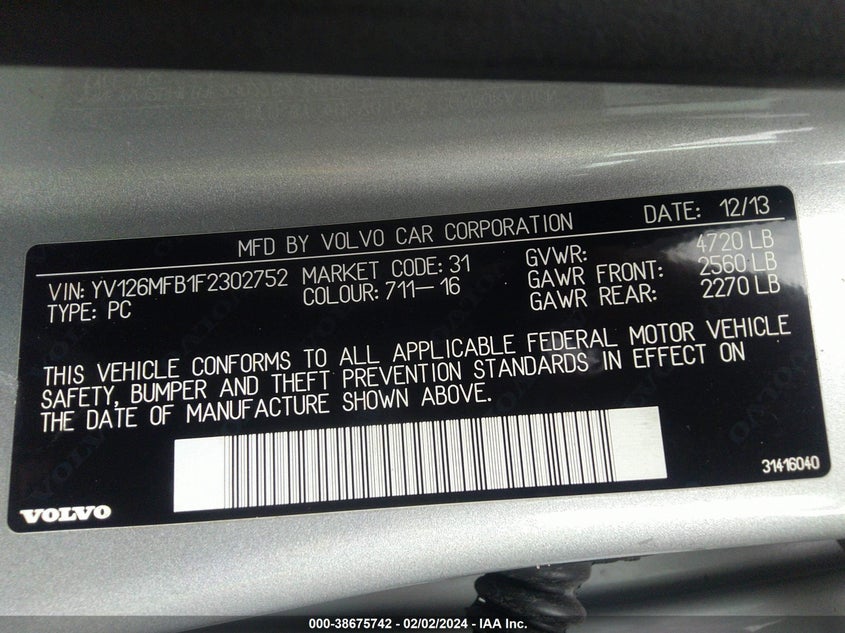 MFD BY VOLVO CAR CORPORATION DATE: 12/13
VIN: YV126MFB1F2302752 MARKET CODE: 31 GVWR: 4720 LB
TYPE: PC COLOUR: 711-16 GAWR FRONT: 2560 LB
GAWR REAR: 2270 LB
THIS VEHICLE CONFORMS TO ALL APPLICABLE FEDERAL MOTOR VEHICLE
SAFETY, BUMPER AND THEFT PREVENTION STANDARDS IN EFFECT ON
THE DATE OF MANUFACTURE SHOWN ABOVE.
31416040
VOLVO
000-38675742 - 02/02/2024 - IAA Inc.